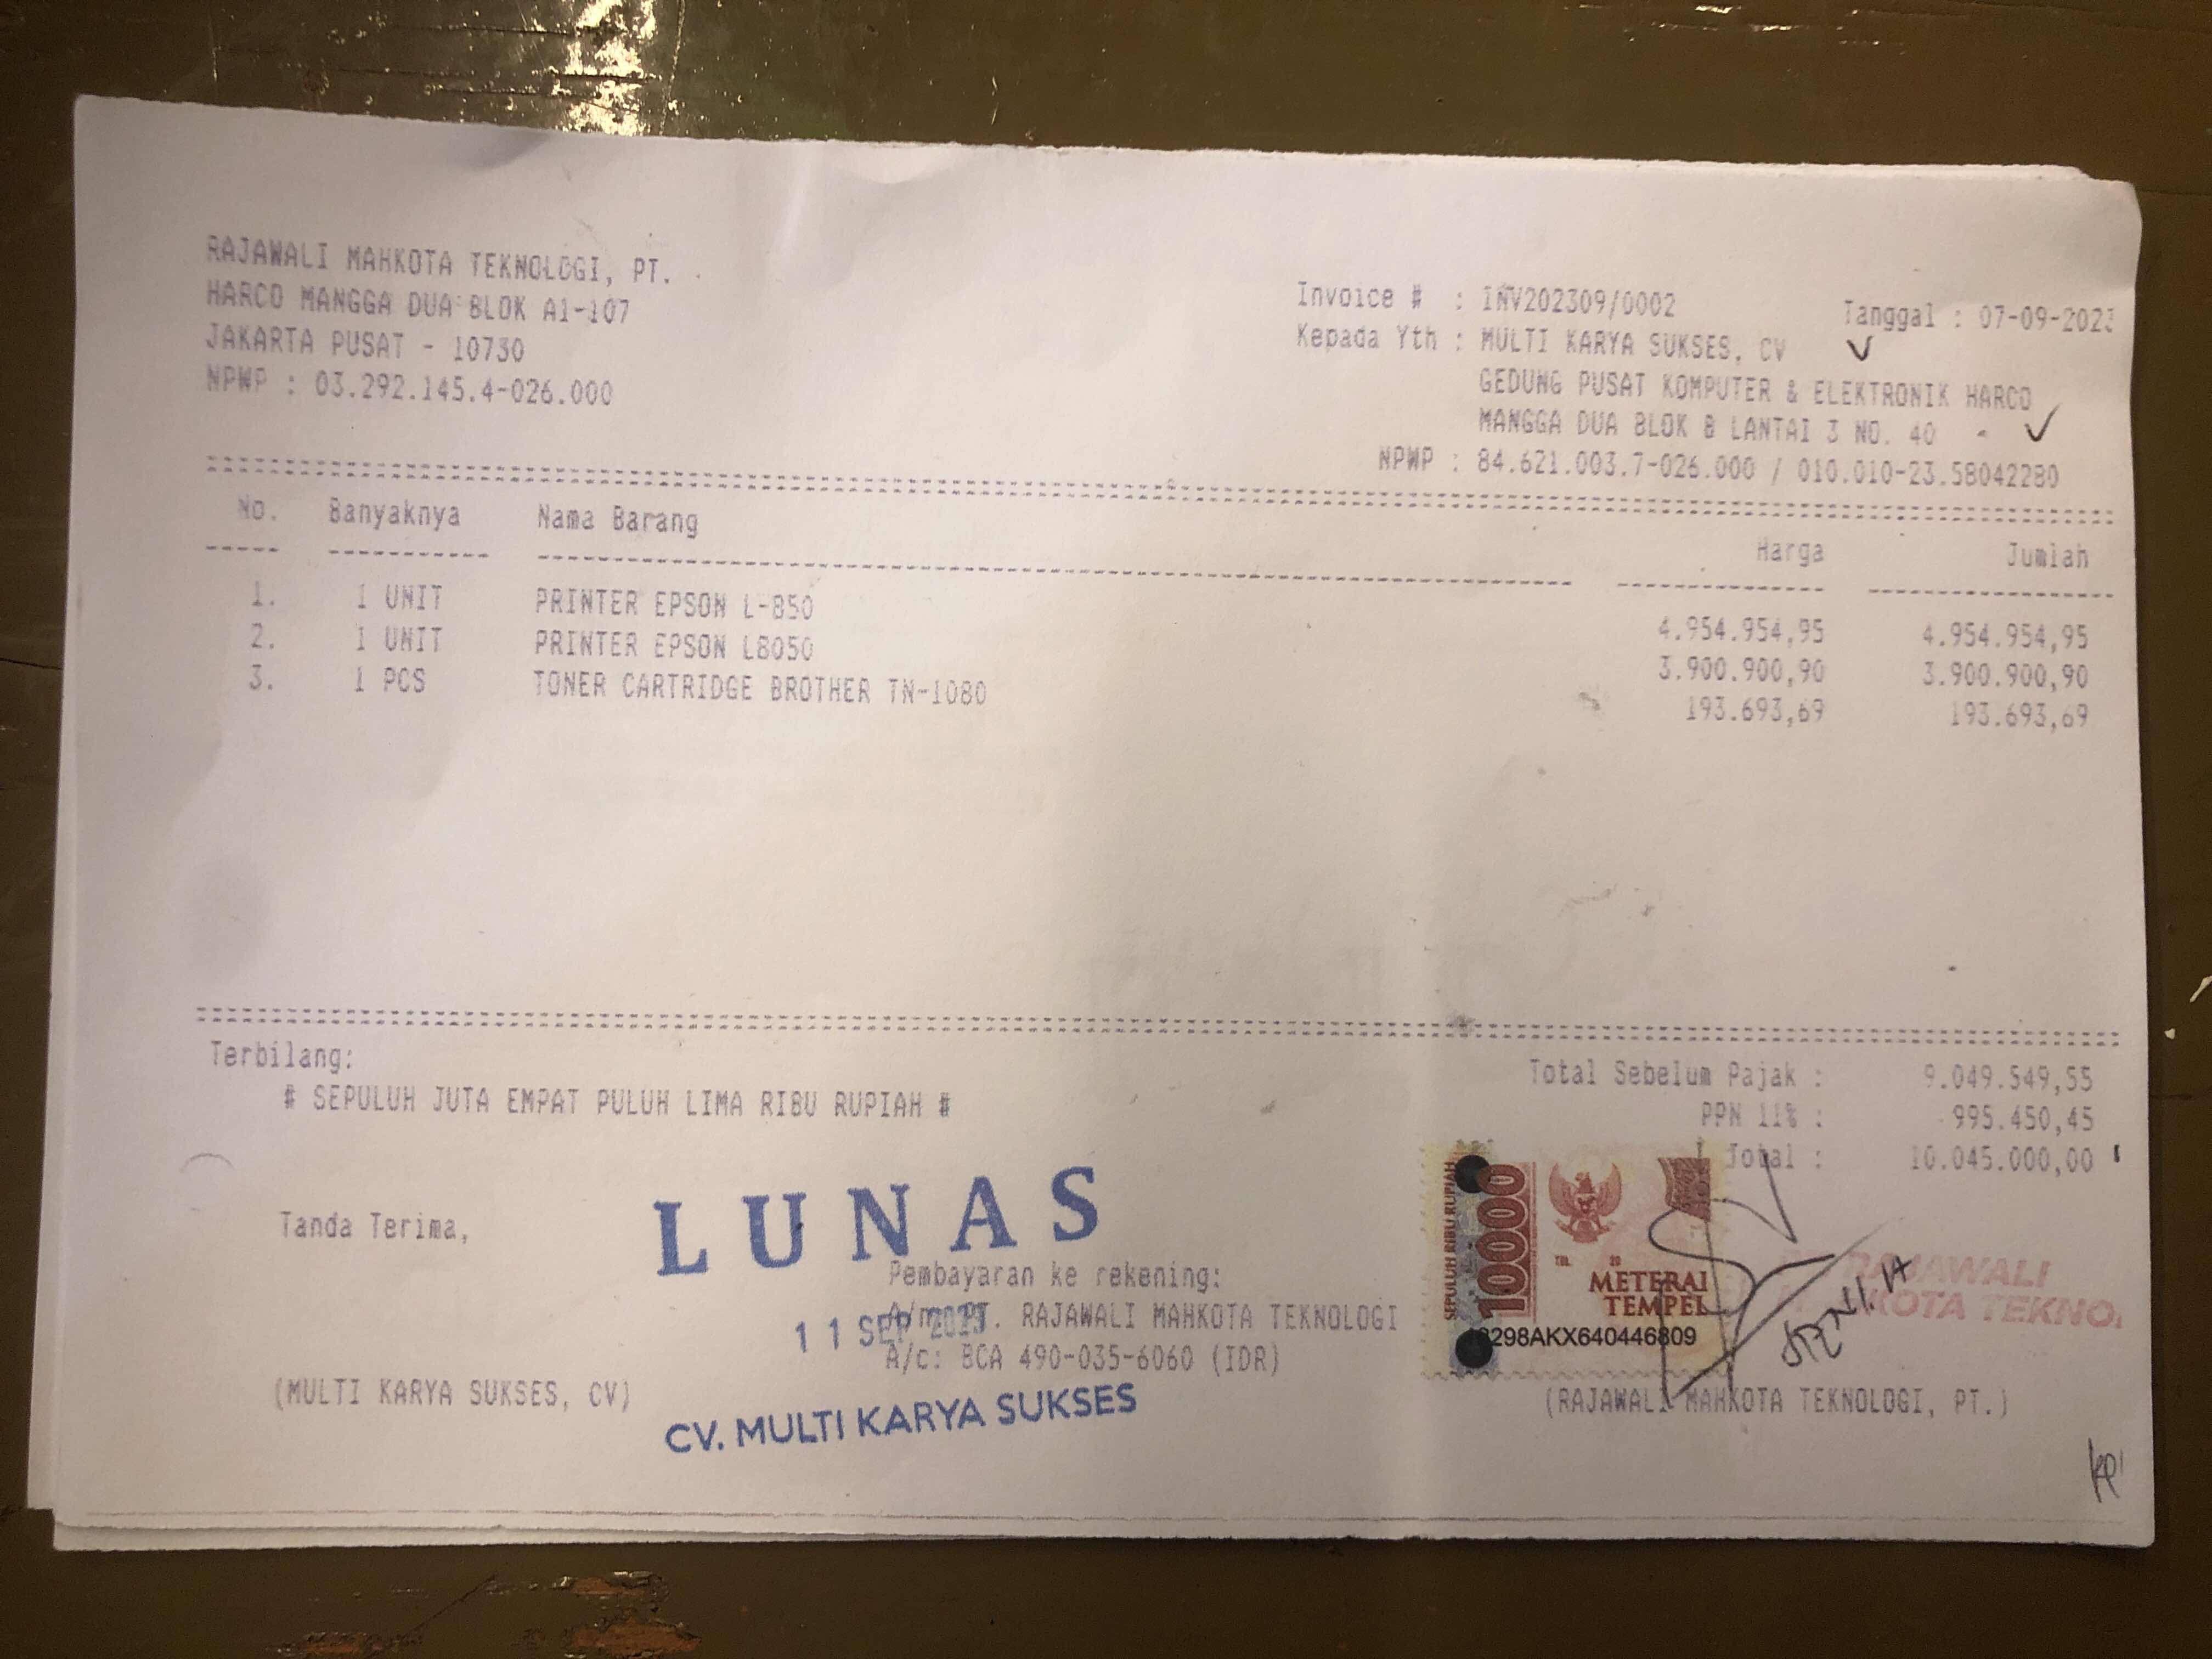 RAJAWALI MAHKOTA TEKNOLOGI, PT.
HARCO MANGGA DUA BLOK A1-107
JAKARTA PUSAT - 10730
NPWP : 03.292.145.4-026.000
Invoice # : INV202309/0002 Tanggal : 07-09-2023
Kepada Yth : MULTI KARYA SUKSES, CV
GEDUNG PUSAT KOMPUTER & ELEKTRONIK HARCO
MANGGA DUA BLOK B LANTAI 3 NO. 40 -
NPWP : 84.621.003.7-026.000 / 010.010-23.58042280
No. Banyaknya Nama Barang Harga Jumlah
1. 1 UNIT PRINTER EPSON L-850 4.954.954,95 4.954.954,95
2. 1 UNIT PRINTER EPSON L8050 3.900.900,90 3.900.900,90
3. 1 PCS TONER CARTRIDGE BROTHER TN-1080 193.693,69 193.693,69
Terbilang:
# SEPULUH JUTA EMPAT PULUH LIMA RIBU RUPIAH #
Total Sebelum Pajak : 9.049.549,55
PPN 11% : 995.450,45
Total : 10.045.000,00
Tanda Terima,
LUNAS
Pembayaran ke rekening:
A/n: PT. RAJAWALI MAHKOTA TEKNOLOGI
11 SEP 2023
A/c: BCA 490-035-6060 (IDR)
(MULTI KARYA SUKSES, CV)
CV. MULTI KARYA SUKSES
SEPULUH RIBU RUPIAH
10000
TGL. 20
METERAI
TEMPEL
298AKX640446809
RAJAWALI
KOTA TEKNO
(RAJAWALI MAHKOTA TEKNOLOGI, PT.)